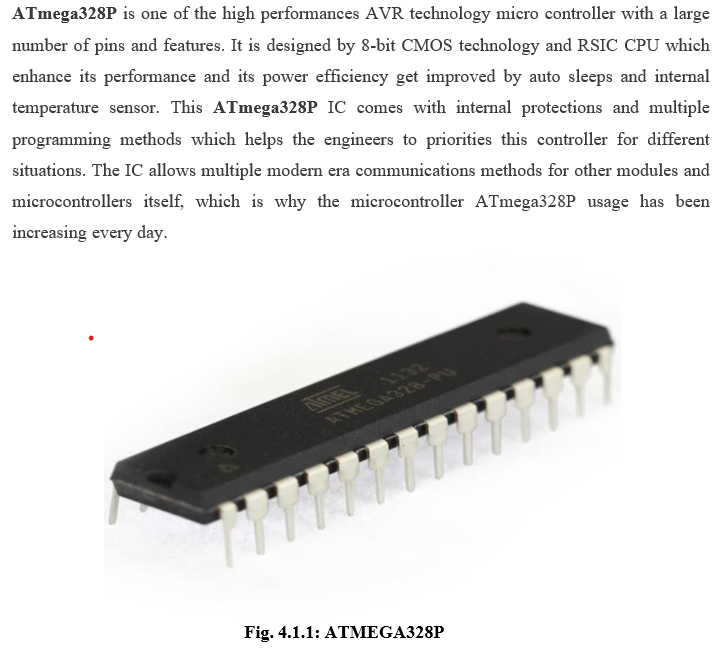 ATmega328P is one of the high performances AVR technology micro controller with a large
number of pins and features. It is designed by 8-bit CMOS technology and RSIC CPU which
enhance its performance and its power efficiency get improved by auto sleeps and internal
temperature sensor. This ATmega328P IC comes with internal protections and multiple
programming methods which helps the engineers to priorities this controller for different
situations. The IC allows multiple modern era communications methods for other modules and
microcontrollers itself, which is why the microcontroller ATmega328P usage has been
increasing every day.
ATMEL 1132
ATMEGA328-PU
Fig. 4.1.1: ATMEGA328P